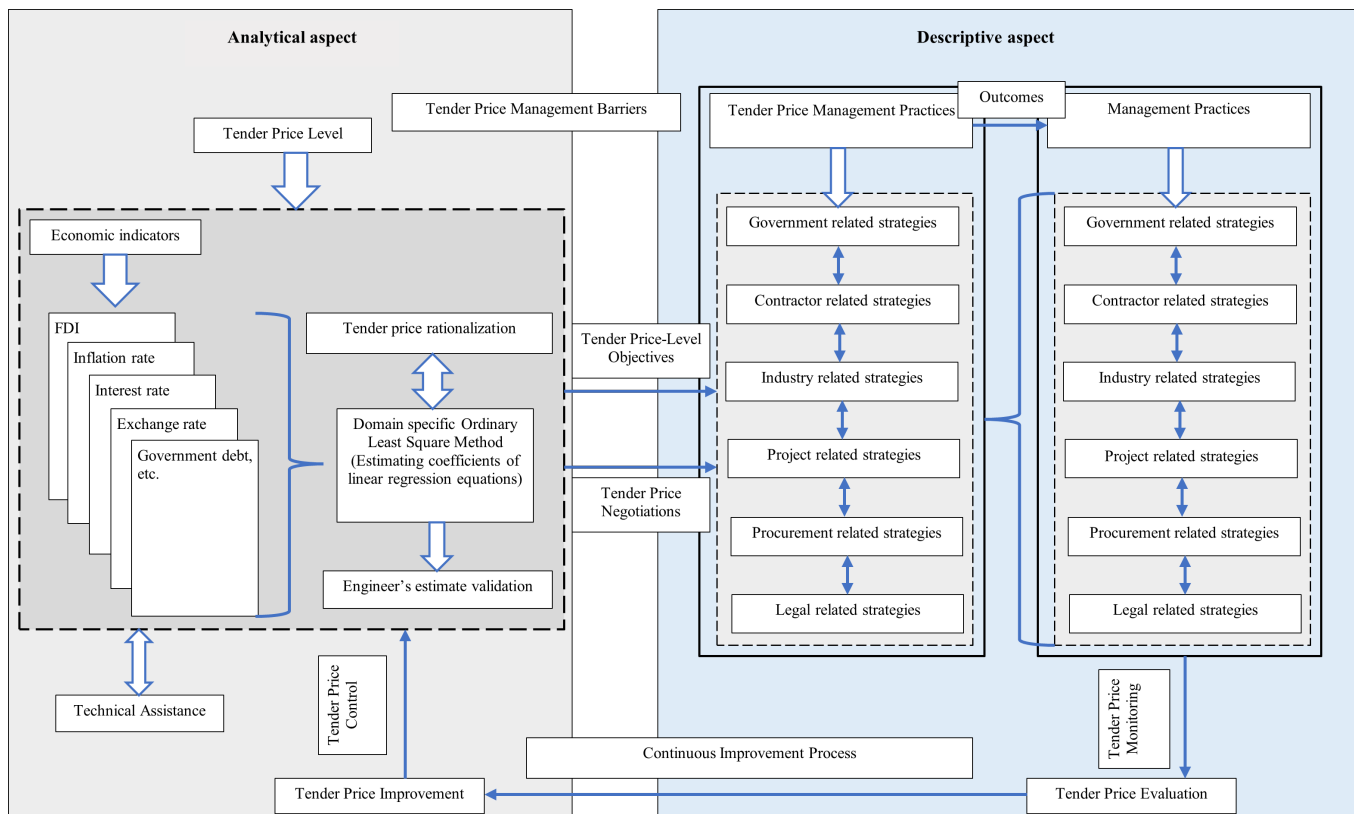 Analytical aspect
Descriptive aspect
Tender Price Management Barriers
Tender Price Level
Economic indicators
FDI
Inflation rate
Interest rate
Exchange rate
Government debt,
etc.
Tender price rationalization
Domain specific Ordinary
Least Square Method
(Estimating coefficients of
linear regression equations)
Engineer’s estimate validation
Technical Assistance
Tender Price
Control
Tender Price Improvement
Tender Price-Level
Objectives
Tender Price
Negotiations
Tender Price Management Practices
Outcomes
Management Practices
Government related strategies
Contractor related strategies
Industry related strategies
Project related strategies
Procurement related strategies
Legal related strategies
Government related strategies
Contractor related strategies
Industry related strategies
Project related strategies
Procurement related strategies
Legal related strategies
Tender Price
Monitoring
Continuous Improvement Process
Tender Price Evaluation